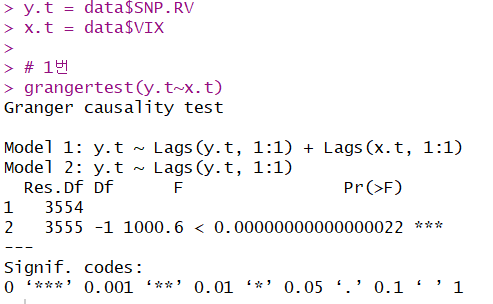 > y.t = data$SNP.RV
> x.t = data$VIX
>
> # 1번
> grangertest(y.t~x.t)
Granger causality test
Model 1: y.t ~ Lags(y.t, 1:1) + Lags(x.t, 1:1)
Model 2: y.t ~ Lags(y.t, 1:1)
Res.Df Df F Pr(>F)
1 3554
2 3555 -1 1000.6 < 0.00000000000000022 ***
---
Signif. codes:
0 ‘***’ 0.001 ‘**’ 0.01 ‘*’ 0.05 ‘.’ 0.1 ‘ ’ 1